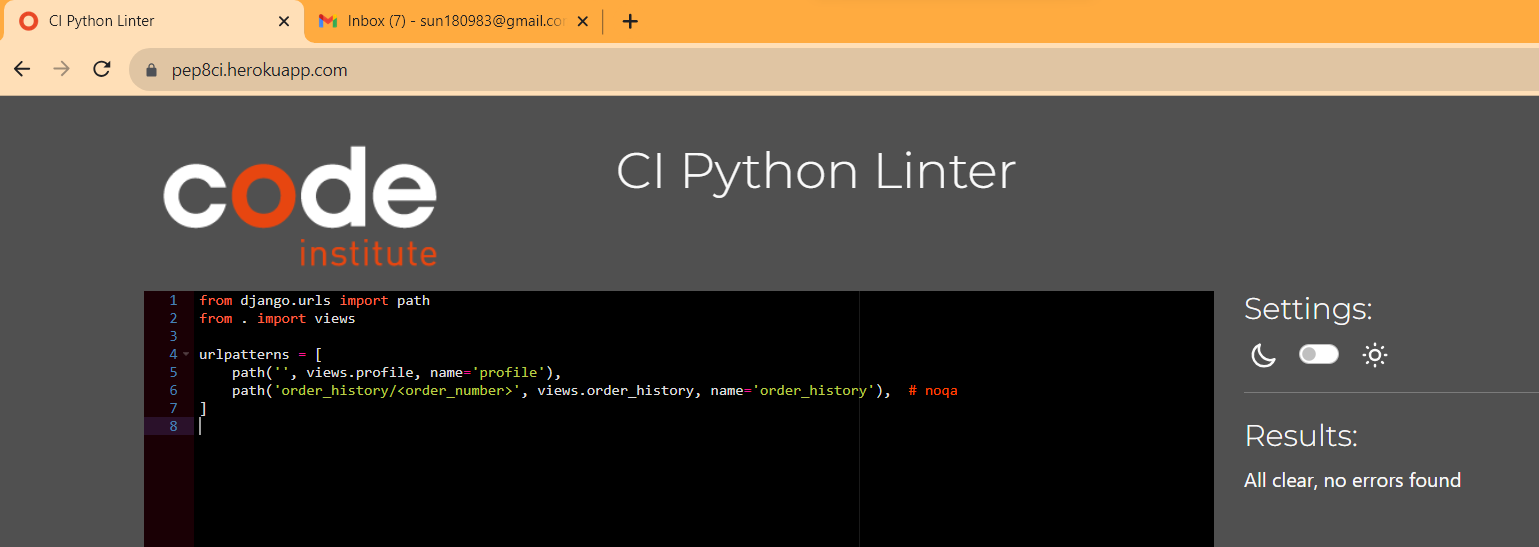 CI Python Linter
Inbox (7) - sun180983@gmail.co
pep8ci.herokuapp.com
code
institute
CI Python Linter
1 from django.urls import path
2 from . import views
3
4 urlpatterns = [
5     path('', views.profile, name='profile'),
6     path('order_history/<order_number>', views.order_history, name='order_history'),  # noqa
7 ]
8
Settings:
Results:
All clear, no errors found